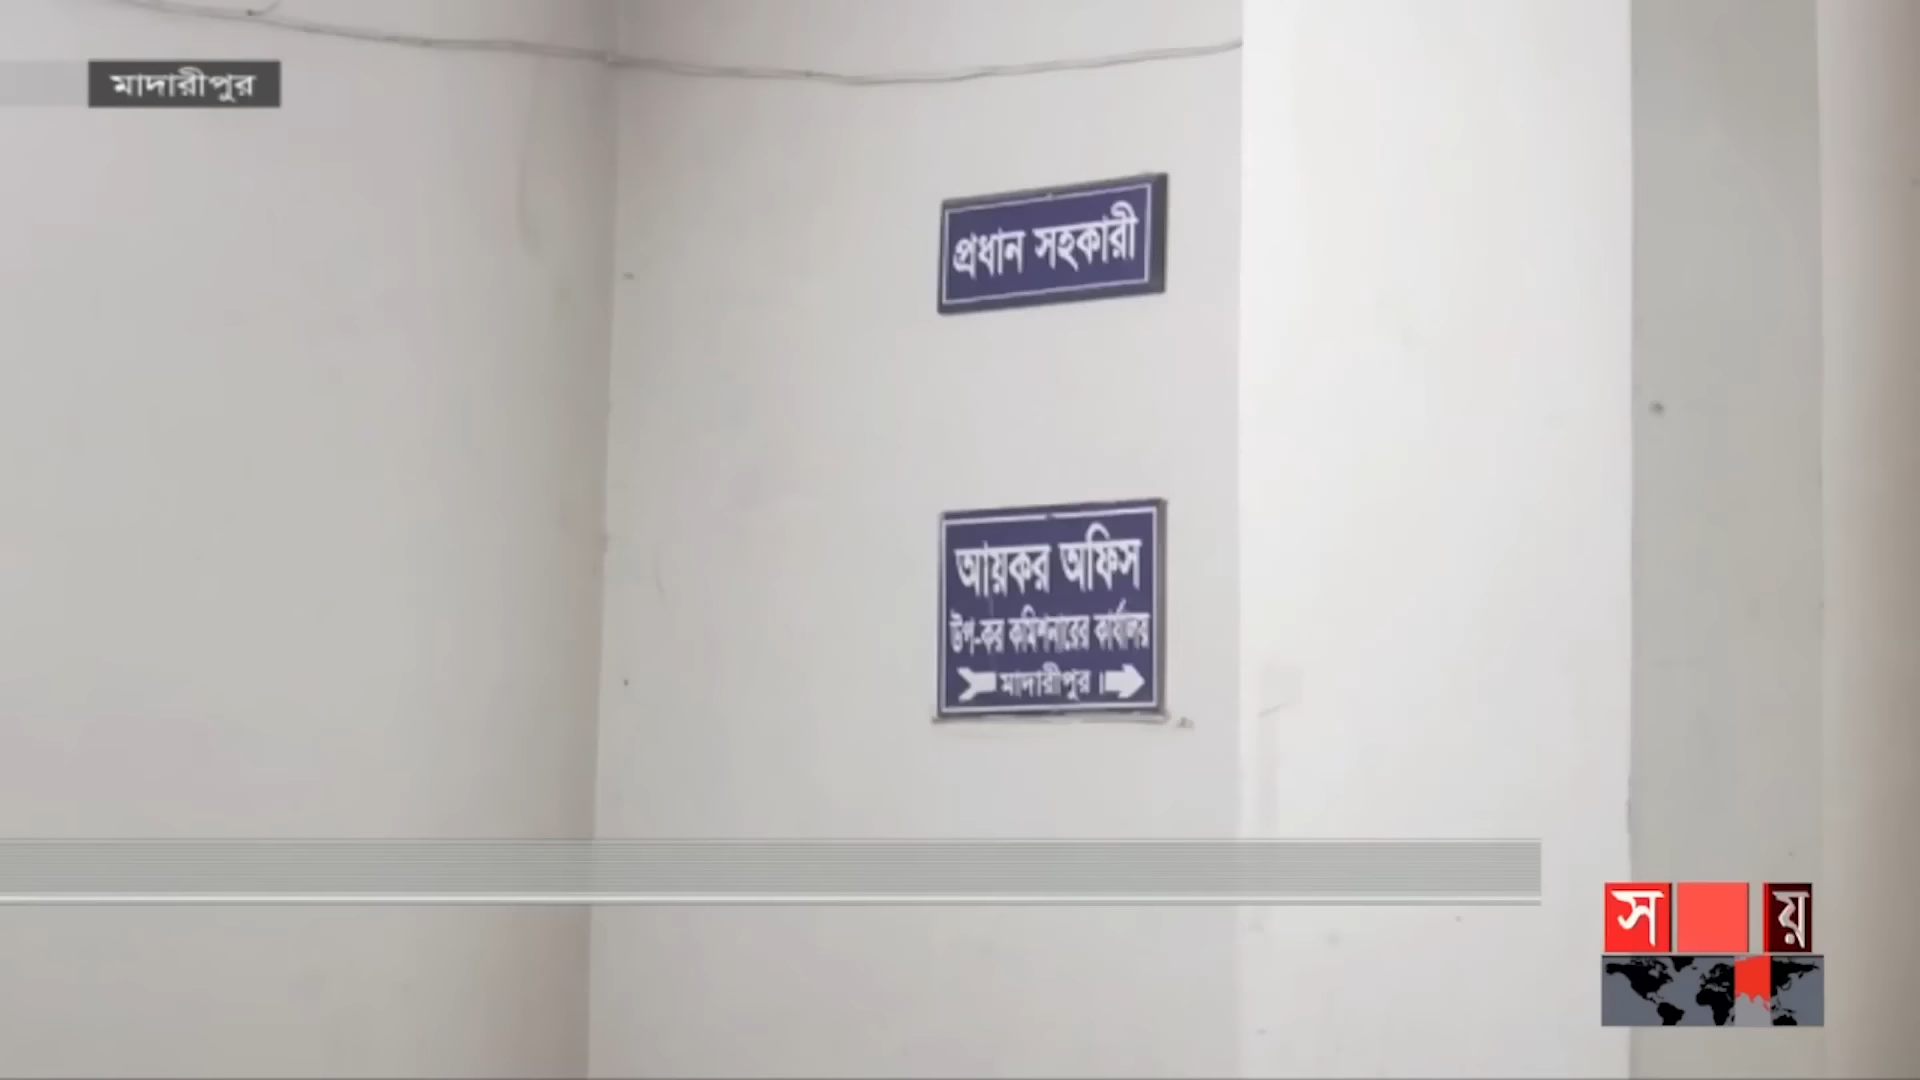 মাদারীপুর
প্রধান সহকারী
আয়কর অফিস
উপ-কর কমিশনারের কার্যালয়
মাদারীপুর।
স য়